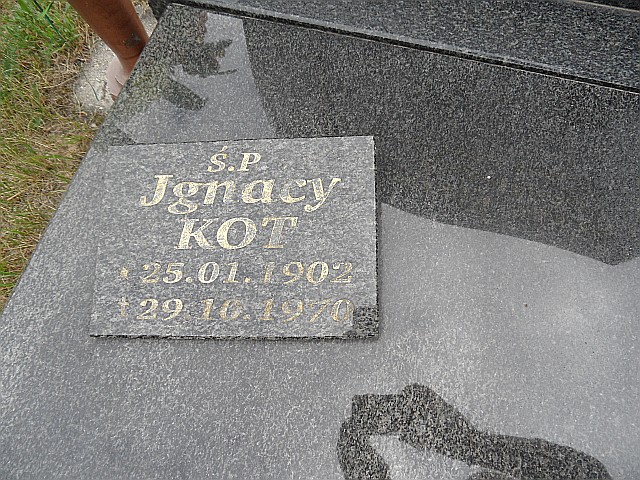 Ś.P
Jgnacy
KOT
* 25.01.1902
† 29.10.1970